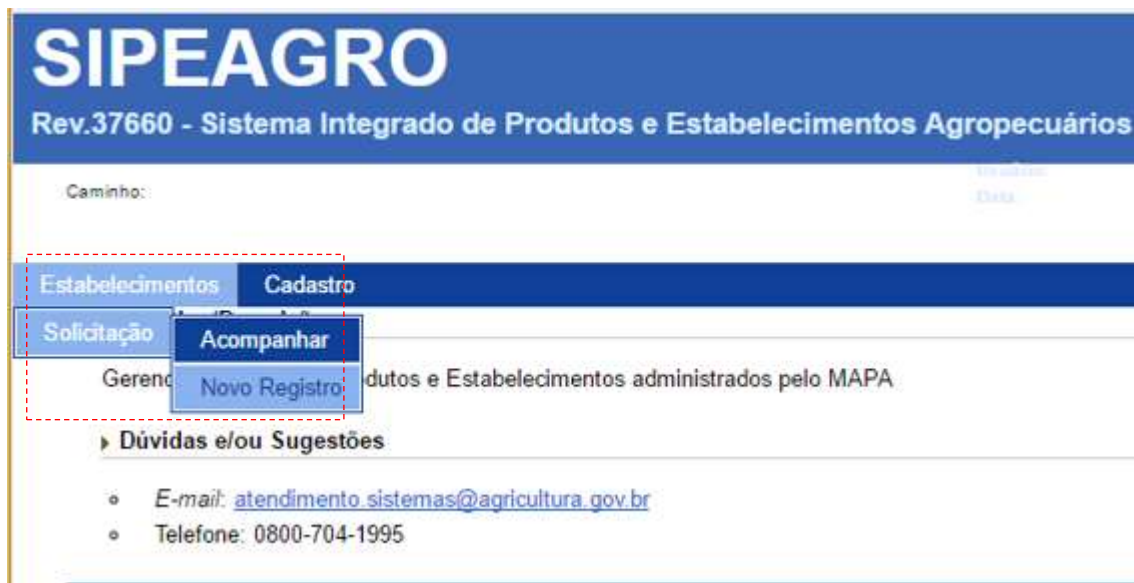 SIPEAGRO
Rev.37660 - Sistema Integrado de Produtos e Estabelecimentos Agropecuários
Caminho:
Data
Estabelecimentos Cadastro
Solicitação
Acompanhar
Novo Registro
Gerenc dutos e Estabelecimentos administrados pelo MAPA
Dúvidas e/ou Sugestões
E-mail: atendimento.sistemas@agricultura.gov.br
Telefone: 0800-704-1995